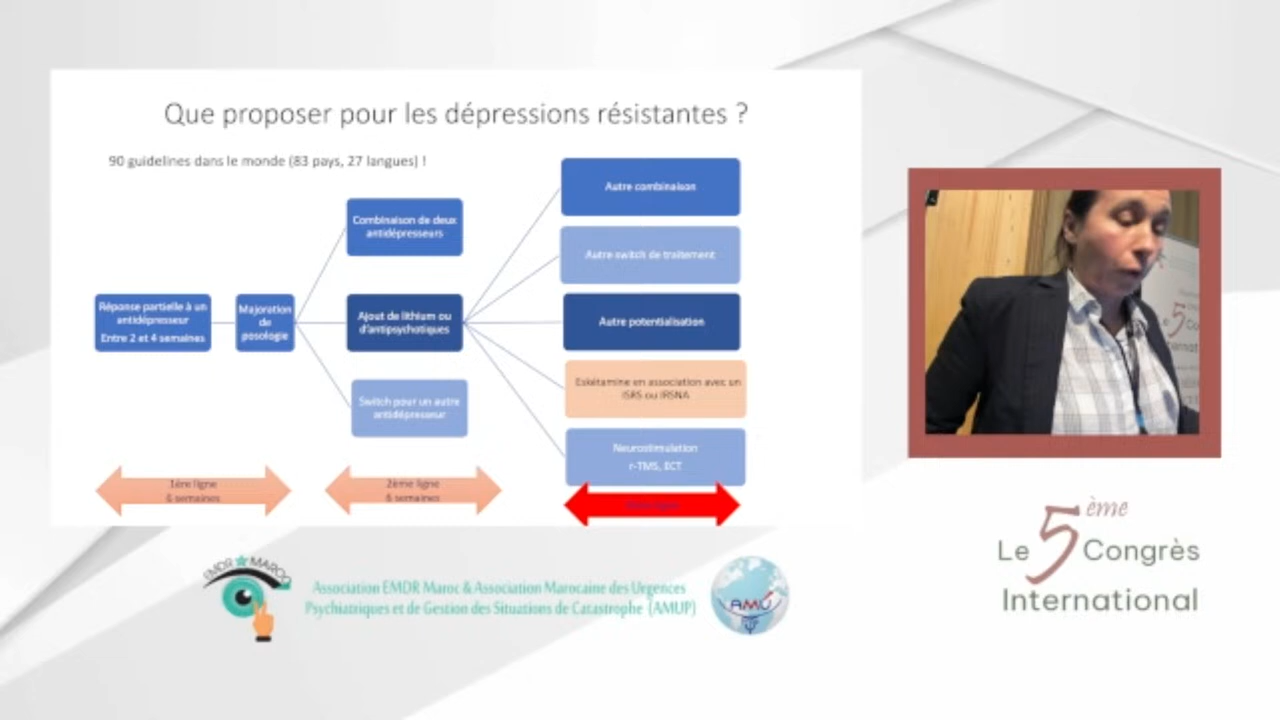 Que proposer pour les dépressions résistantes ?
90 guidelines dans le monde (83 pays, 27 langues) !
Réponse partielle à un
antidépresseur
Entre 2 et 4 semaines
Majoration
de
posologie
Combinaison de deux
antidépresseurs
Ajout de lithium ou
d'antipsychotiques
Switch pour un autre
antidépresseur
Autre combinaison
Autre switch de traitement
Autre potentialisation
Eskétamine en association avec un
ISRS ou IRSNA
Neurostimulation
r-TMS, ECT
1ère ligne
6 semaines
2ème ligne
6 semaines
EMDR MAROC
Association EMDR Maroc & Association Marocaine des Urgences
Psychiatriques et de Gestion des Situations de Catastrophe (AMUP)
AMU
Le 5ème Congrès
International